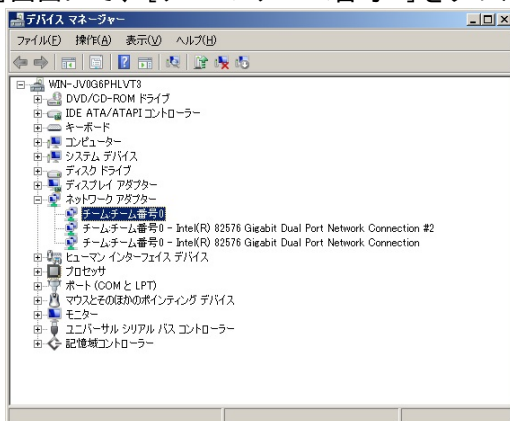 デバイス マネージャー
ファイル(F) 操作(A) 表示(V) ヘルプ(H)
WIN-JV0G6PHLVT8
DVD/CD-ROM ドライブ
IDE ATA/ATAPI コントローラー
キーボード
コンピューター
システム デバイス
ディスク ドライブ
ディスプレイ アダプター
ネットワーク アダプター
チーム:チーム番号0
チーム:チーム番号0 - Intel(R) 82576 Gigabit Dual Port Network Connection #2
チーム:チーム番号0 - Intel(R) 82576 Gigabit Dual Port Network Connection
ヒューマン インターフェイス デバイス
プロセッサ
ポート (COM と LPT)
マウスとそのほかのポインティング デバイス
モニター
ユニバーサル シリアル バス コントローラー
記憶域コントローラー